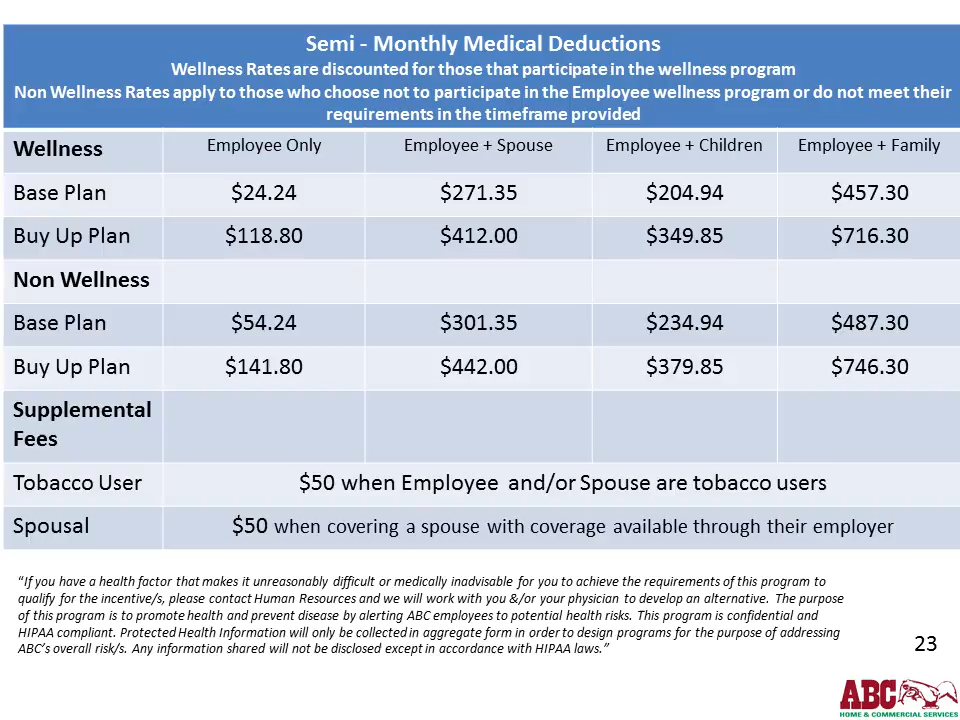 Semi - Monthly Medical Deductions
Wellness Rates are discounted for those that participate in the wellness program
Non Wellness Rates apply to those who choose not to participate in the Employee wellness program or do not meet their
requirements in the timeframe provided
Wellness Employee Only Employee + Spouse Employee + Children Employee + Family
Base Plan $24.24 $271.35 $204.94 $457.30
Buy Up Plan $118.80 $412.00 $349.85 $716.30
Non Wellness
Base Plan $54.24 $301.35 $234.94 $487.30
Buy Up Plan $141.80 $442.00 $379.85 $746.30
Supplemental
Fees
Tobacco User $50 when Employee and/or Spouse are tobacco users
Spousal $50 when covering a spouse with coverage available through their employer
"If you have a health factor that makes it unreasonably difficult or medically inadvisable for you to achieve the requirements of this program to
qualify for the incentive/s, please contact Human Resources and we will work with you &/or your physician to develop an alternative. The purpose
of this program is to promote health and prevent disease by alerting ABC employees to potential health risks. This program is confidential and
HIPAA compliant. Protected Health Information will only be collected in aggregate form in order to design programs for the purpose of addressing
ABC's overall risk/s. Any information shared will not be disclosed except in accordance with HIPAA laws."
23
ABC
HOME & COMMERCIAL SERVICES